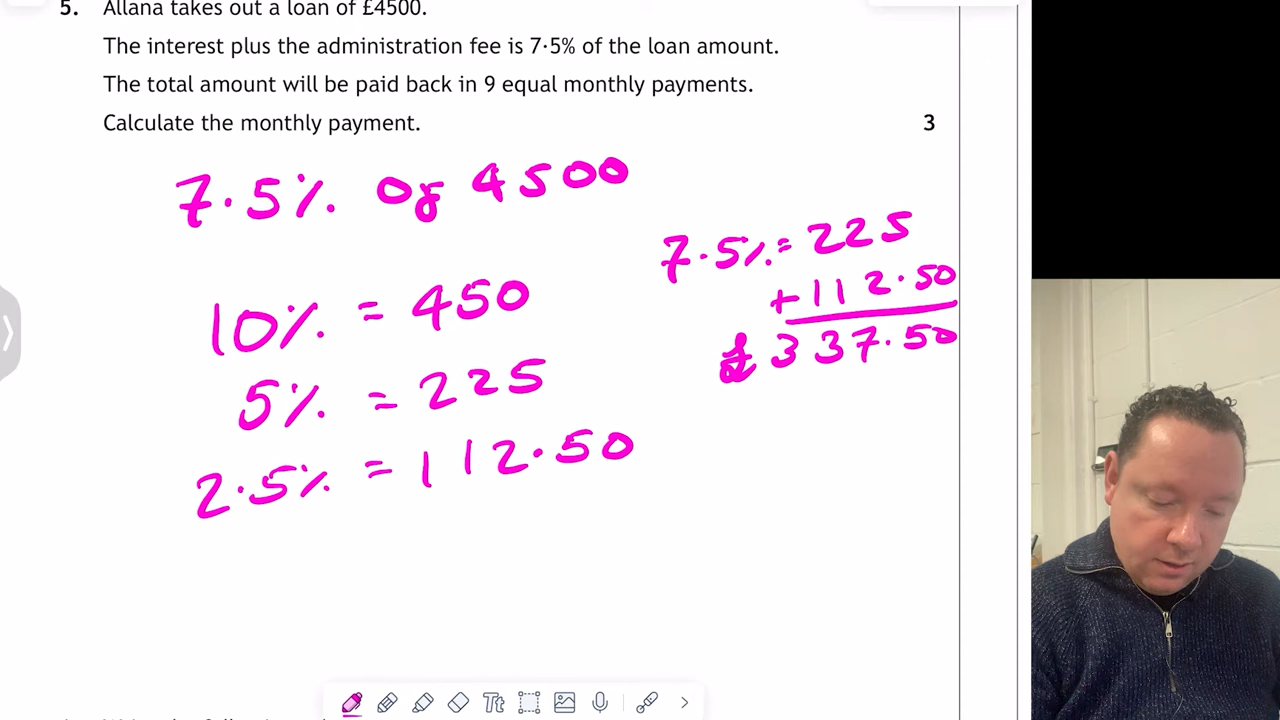 5. Allana takes out a loan of £4500.
The interest plus the administration fee is 7·5% of the loan amount.
The total amount will be paid back in 9 equal monthly payments.
Calculate the monthly payment. 3
7·5% of 4500
10% = 450
5% = 225
2·5% = 112·50
7·5% = 225
+112·50
£337·50
Tt